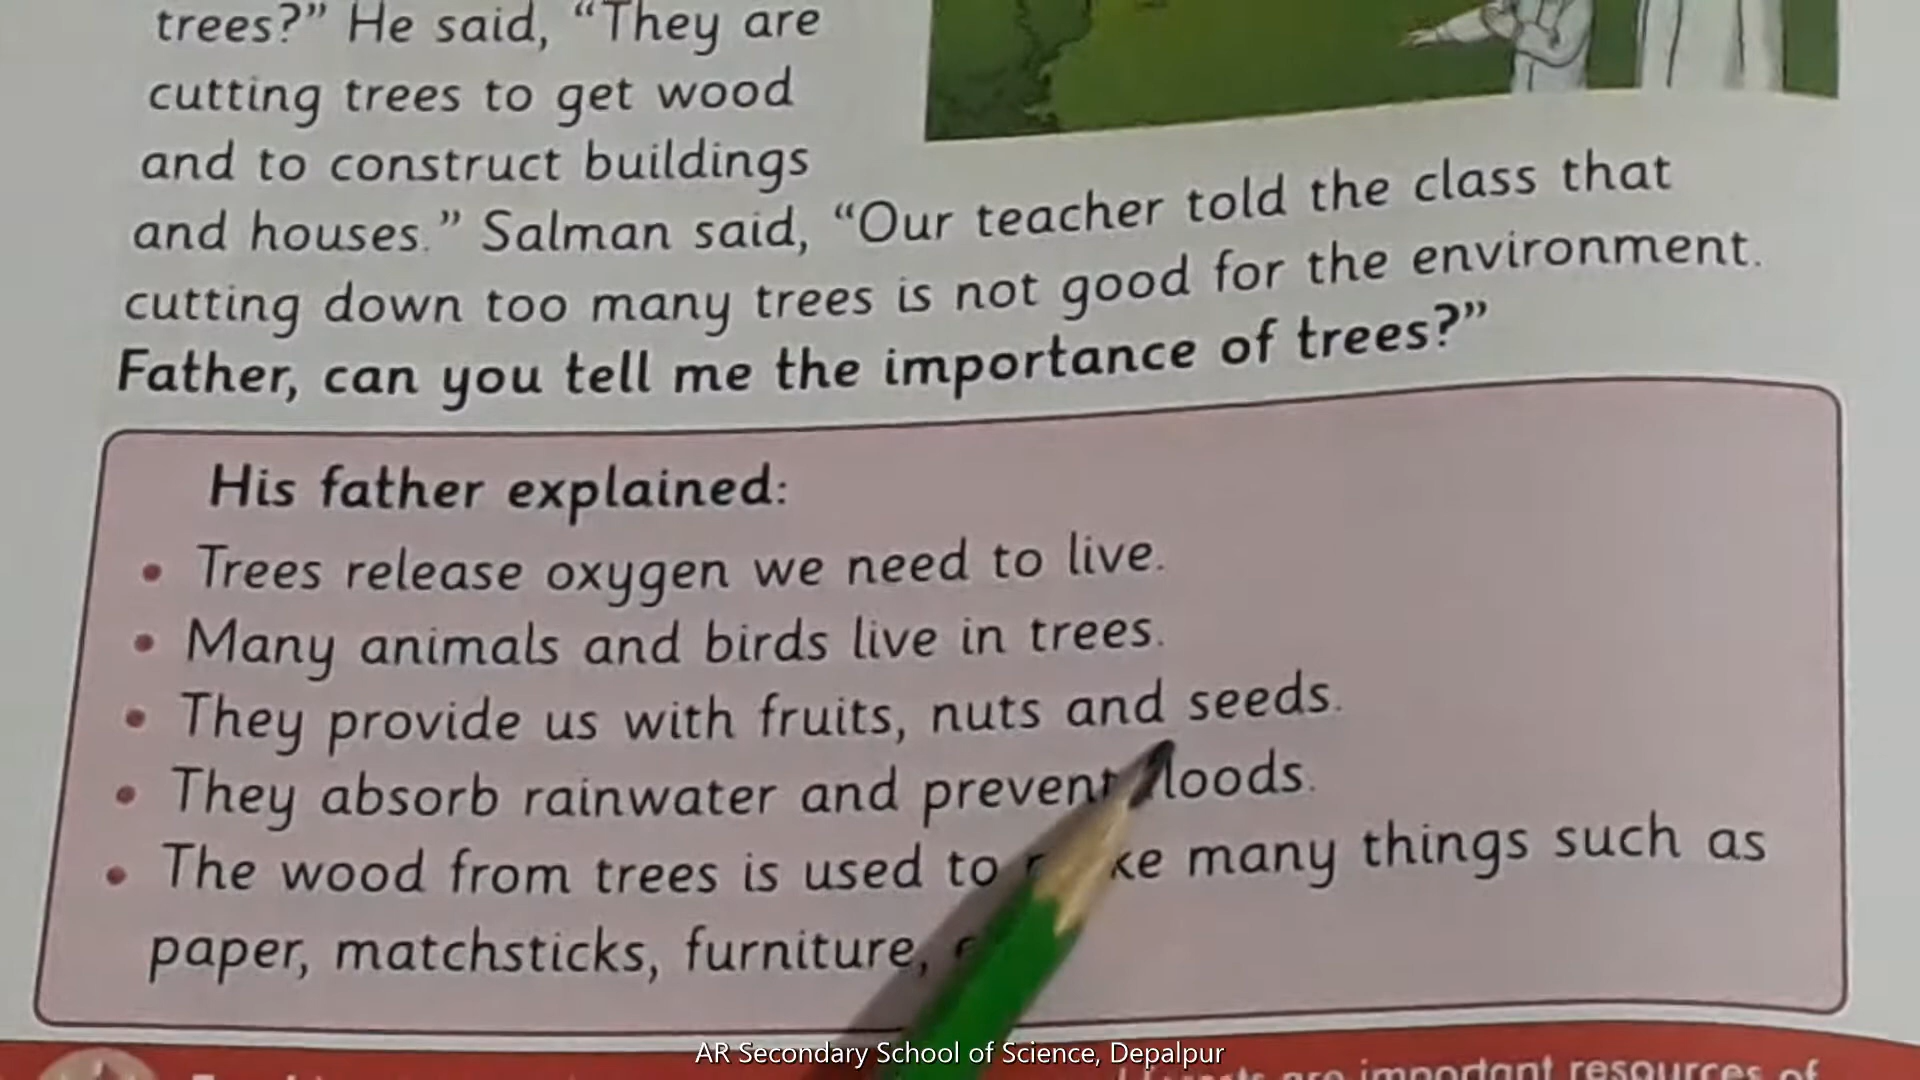 trees?” He said, “They are
cutting trees to get wood
and to construct buildings
and houses.” Salman said, “Our teacher told the class that
cutting down too many trees is not good for the environment.
Father, can you tell me the importance of trees?”
His father explained:
• Trees release oxygen we need to live.
• Many animals and birds live in trees.
• They provide us with fruits, nuts and seeds.
• They absorb rainwater and prevent floods.
• The wood from trees is used to make many things such as
paper, matchsticks, furniture,
AR Secondary School of Science, Depalpur
are important resources of